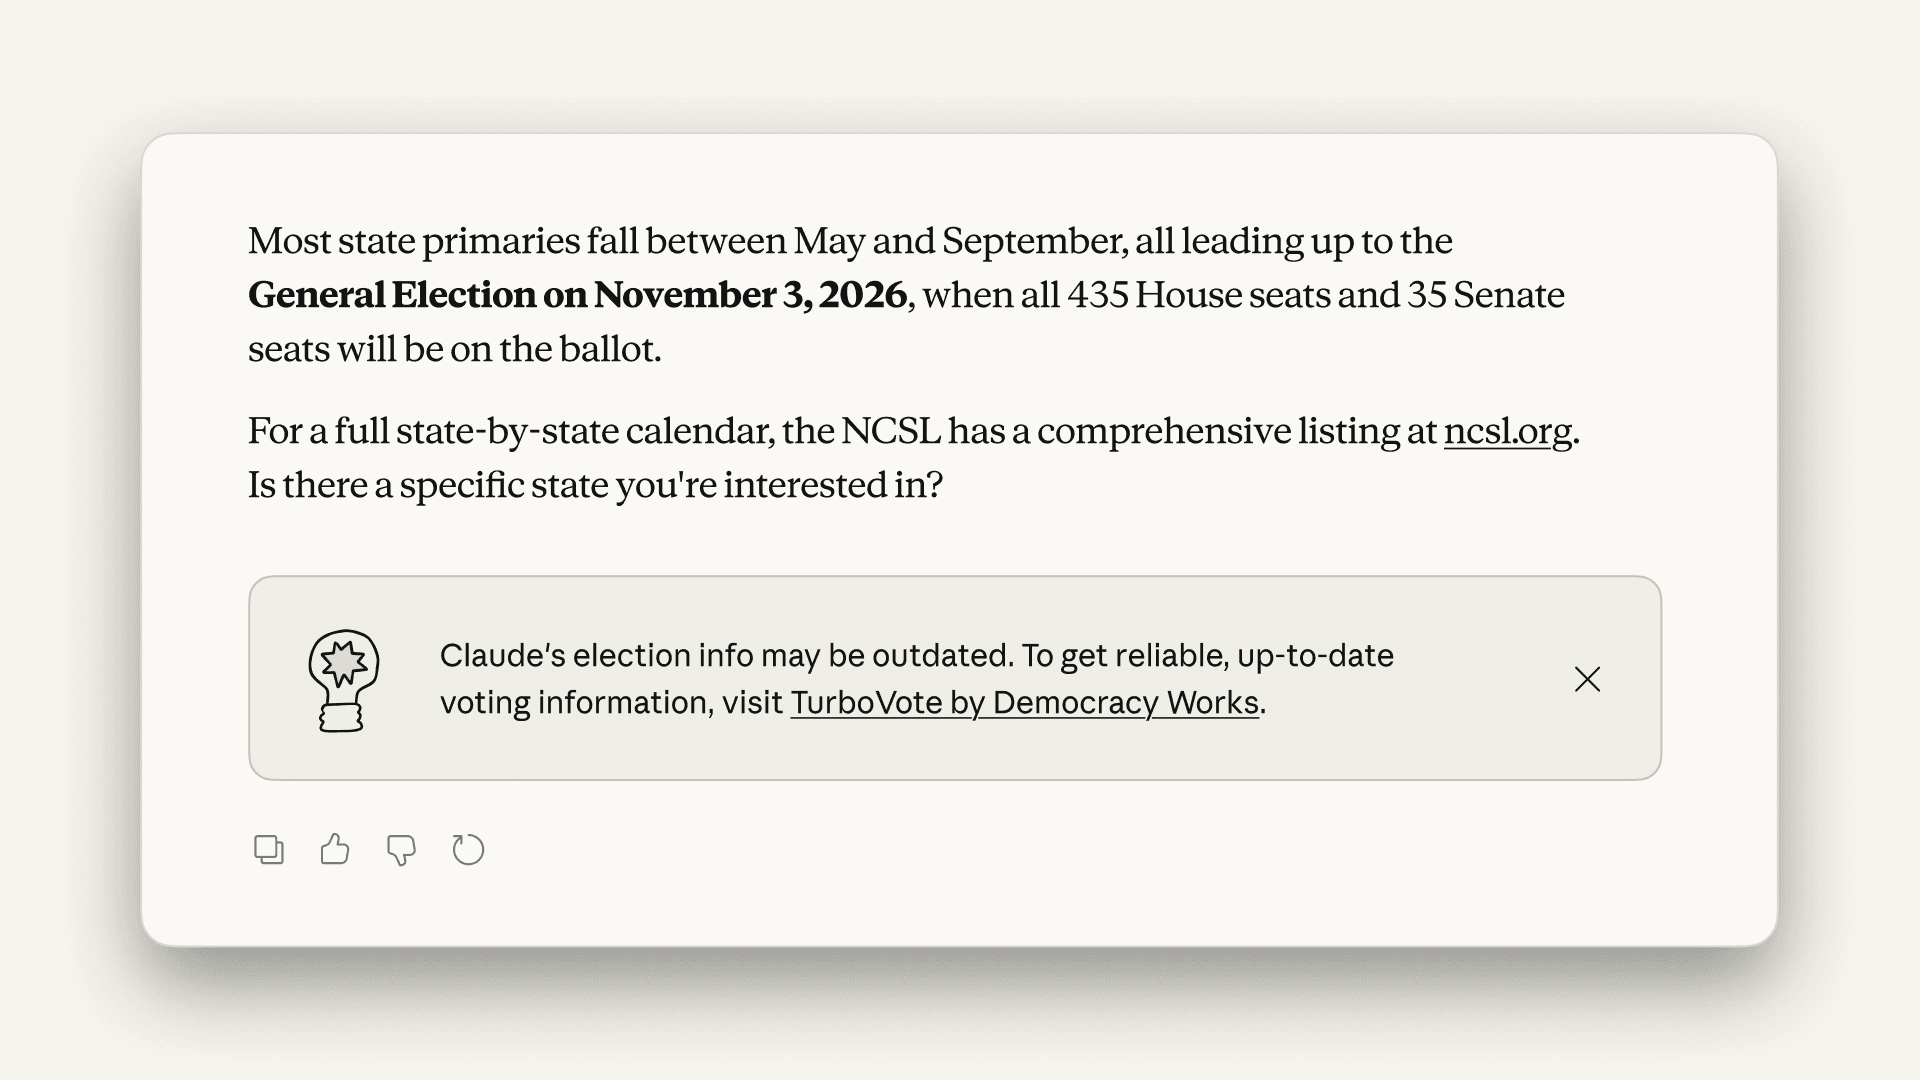 Most state primaries fall between May and September, all leading up to the
General Election on November 3, 2026, when all 435 House seats and 35 Senate
seats will be on the ballot.
For a full state-by-state calendar, the NCSL has a comprehensive listing at ncsl.org.
Is there a specific state you're interested in?
Claude's election info may be outdated. To get reliable, up-to-date
voting information, visit TurboVote by Democracy Works.